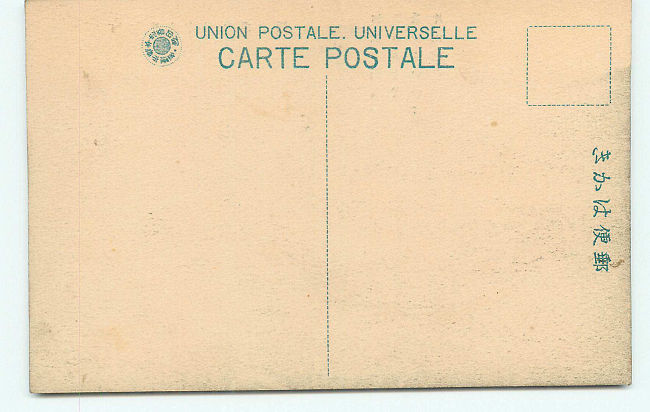 UNION POSTALE. UNIVERSELLE
CARTE POSTALE
郵便はかき